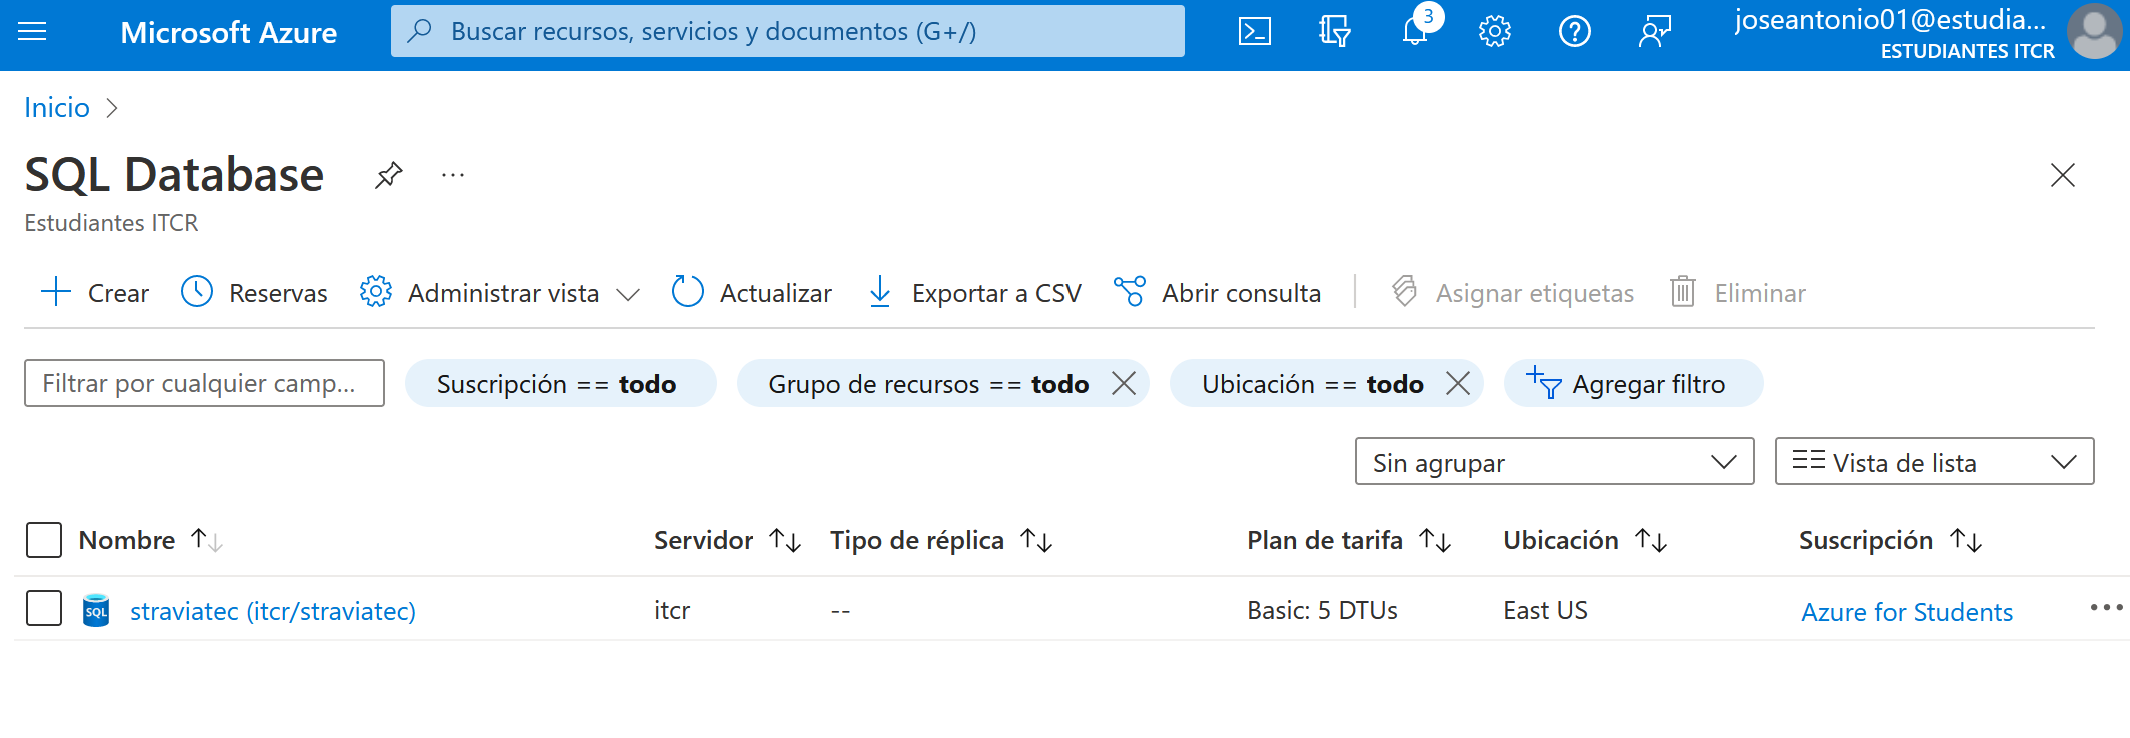 Microsoft Azure
Buscar recursos, servicios y documentos (G+/)
3
joseantonio01@estudia...
ESTUDIANTES ITCR
Inicio
SQL Database
...
Estudiantes ITCR
Crear
Reservas
Administrar vista
Actualizar
Exportar a CSV
Abrir consulta
Asignar etiquetas
Eliminar
Filtrar por cualquier camp...
Suscripción == todo
Grupo de recursos == todo
Ubicación == todo
Agregar filtro
Sin agrupar
Vista de lista
Nombre
Servidor
Tipo de réplica
Plan de tarifa
Ubicación
Suscripción
SQL
straviatec (itcr/straviatec)
itcr
--
Basic: 5 DTUs
East US
Azure for Students
...